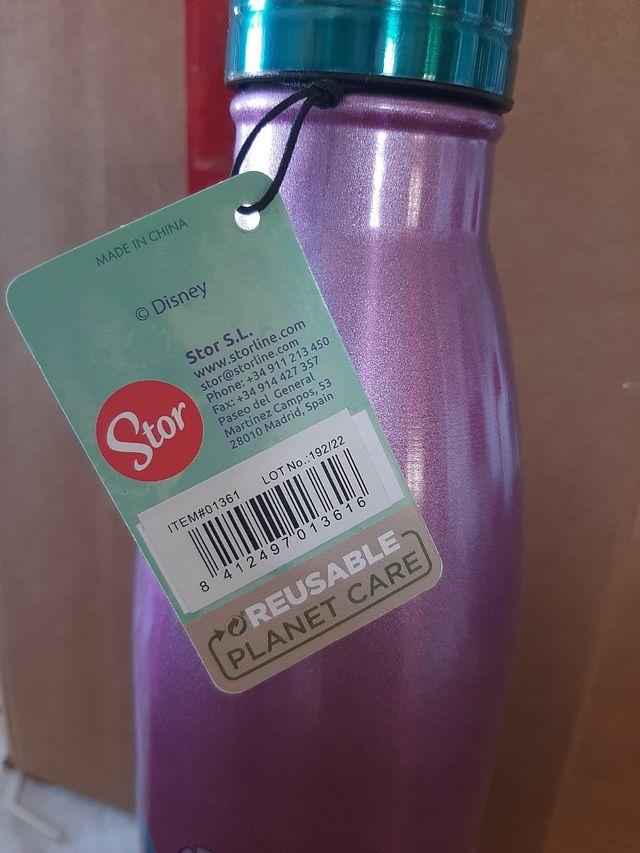 MADE IN CHINA
© Disney
Stor S.L.
www.storline.com
stor@storline.com
Phone: +34 911 213 450
Fax: +34 914 427 357
Paseo del General
Martínez Campos, 53
28010 Madrid, Spain
Stor
ITEM#01361 LOT No.:192/22
8 412497 013616
REUSABLE
PLANET CARE